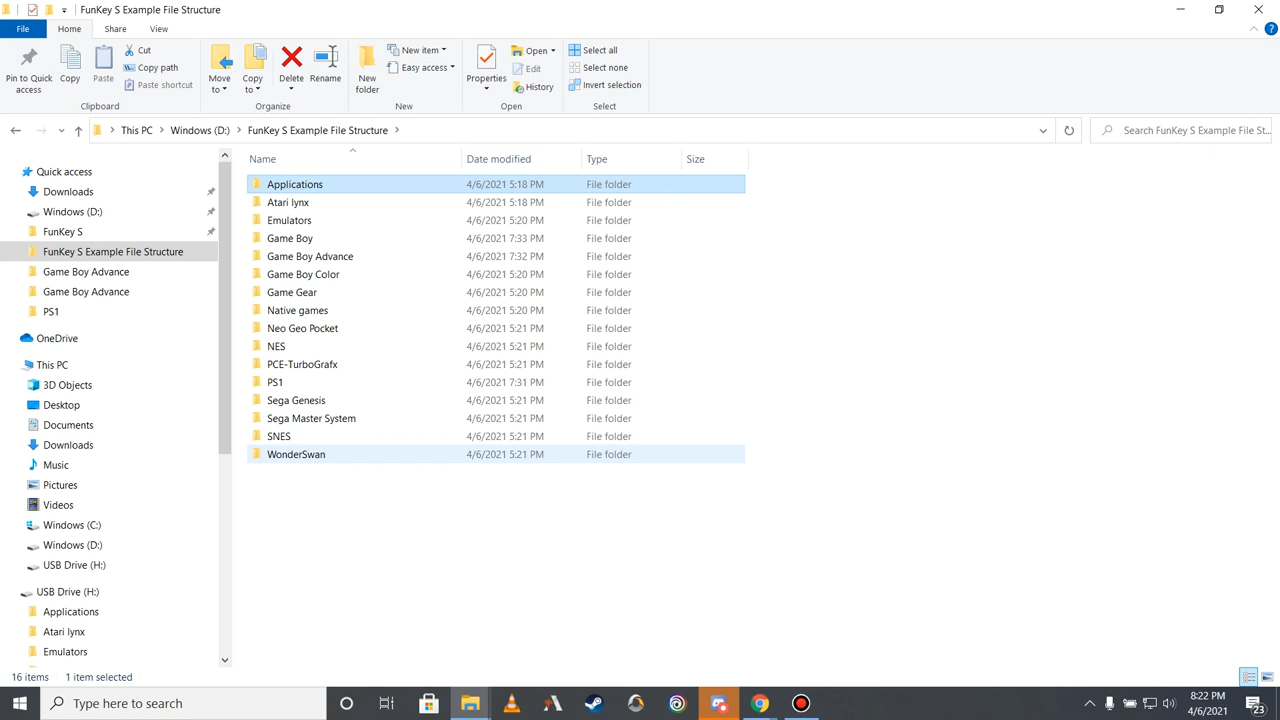 FunKey S Example File Structure
File
Home
Share
View
Pin to Quick access
Copy
Paste
Cut
Copy path
Paste shortcut
Clipboard
Move to
Copy to
Delete
Rename
Organize
New folder
New item
Easy access
New
Properties
Open
Edit
History
Open
Select all
Select none
Invert selection
Select
This PC
Windows (D:)
FunKey S Example File Structure
Search FunKey S Example File St...
Quick access
Downloads
Windows (D:)
FunKey S
FunKey S Example File Structure
Game Boy Advance
Game Boy Advance
PS1
OneDrive
This PC
3D Objects
Desktop
Documents
Downloads
Music
Pictures
Videos
Windows (C:)
Windows (D:)
USB Drive (H:)
USB Drive (H:)
Applications
Atari lynx
Emulators
Name Date modified Type Size
Applications 4/6/2021 5:18 PM File folder
Atari lynx 4/6/2021 5:18 PM File folder
Emulators 4/6/2021 5:20 PM File folder
Game Boy 4/6/2021 7:33 PM File folder
Game Boy Advance 4/6/2021 7:32 PM File folder
Game Boy Color 4/6/2021 5:20 PM File folder
Game Gear 4/6/2021 5:20 PM File folder
Native games 4/6/2021 5:20 PM File folder
Neo Geo Pocket 4/6/2021 5:21 PM File folder
NES 4/6/2021 5:21 PM File folder
PCE-TurboGrafx 4/6/2021 5:21 PM File folder
PS1 4/6/2021 7:31 PM File folder
Sega Genesis 4/6/2021 5:21 PM File folder
Sega Master System 4/6/2021 5:21 PM File folder
SNES 4/6/2021 5:21 PM File folder
WonderSwan 4/6/2021 5:21 PM File folder
16 items 1 item selected
Type here to search
8:22 PM
4/6/2021
23